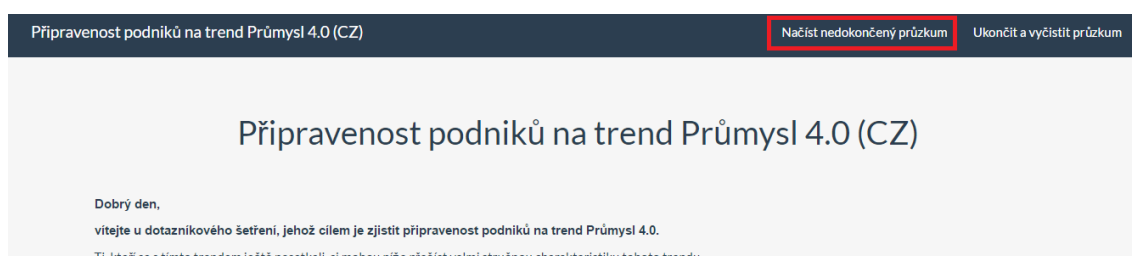 Připravenost podniků na trend Průmysl 4.0 (CZ) Načíst nedokončený průzkum Ukončit a vyčistit průzkum
Připravenost podniků na trend Průmysl 4.0 (CZ)
Dobrý den,
vítejte u dotazníkového šetření, jehož cílem je zjistit připravenost podniků na trend Průmysl 4.0.